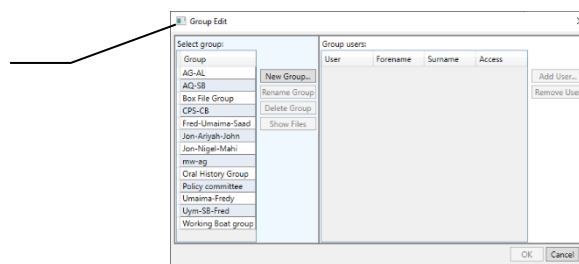 Group Edit
Select group:
Group users:
Group
User Forename Surname Access
AG-AL
AQ-SB
Box File Group
CPS-CB
Fred-Umaima-Saad
Jon-Ariyah-John
Jon-Nigel-Mahi
mw-ag
Oral History Group
Policy committee
Umaima-Fredy
Uym-SB-Fred
Working Boat group
New Group...
Rename Group
Delete Group
Show Files
Add User...
Remove Use
OK Cancel